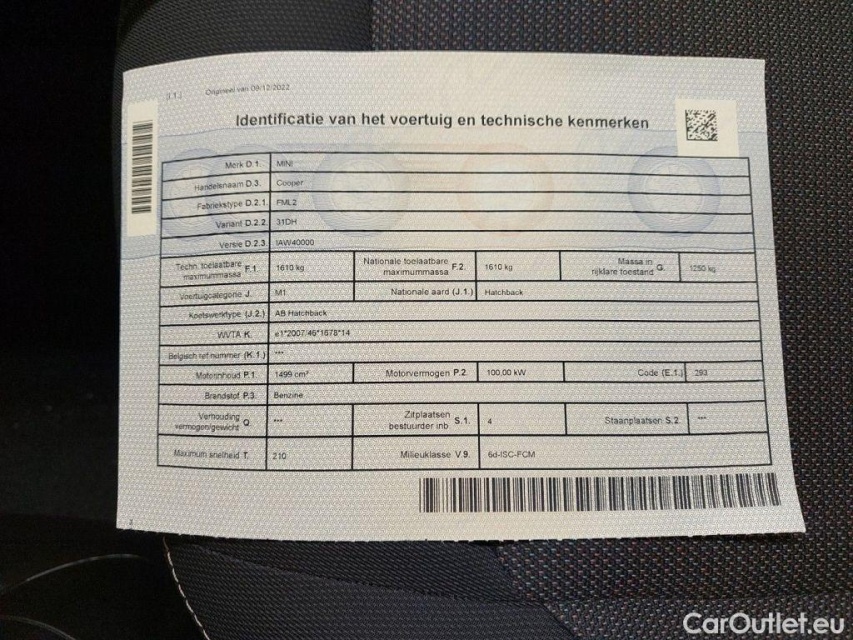 [I.1.] Origineel van 09/12/2022
Identificatie van het voertuig en technische kenmerken
Merk D.1. MINI
Handelsnaam D.3. Cooper
Fabriekstype D.2.1. FML2
Variant D.2.2. 31DH
Versie D.2.3. IAW40000
Techn. toelaatbare maximummassa F.1 1610 kg Nationale toelaatbare maximummassa F.2. 1610 kg Massa in rijklare toestand G. 1250 kg
Voertuigcategorie J. M1 Nationale aard (J.1.) Hatchback
Koetswerktype (J.2.) AB Hatchback
WVTA K. e1*2007/46*1678*14
Belgisch ref nummer (K.1.) ***
Motorinhoud P.1. 1499 cm³ Motorvermogen P.2. 100,00 kW Code (E.1.) 293
Brandstof P.3. Benzine
Verhouding vermogen/gewicht Q. *** Zitplaatsen bestuurder inb. S.1. 4 Staanplaatsen S.2. ***
Maximum snelheid T. 210 Milieuklasse V.9. 6d-ISC-FCM
CarOutlet.eu